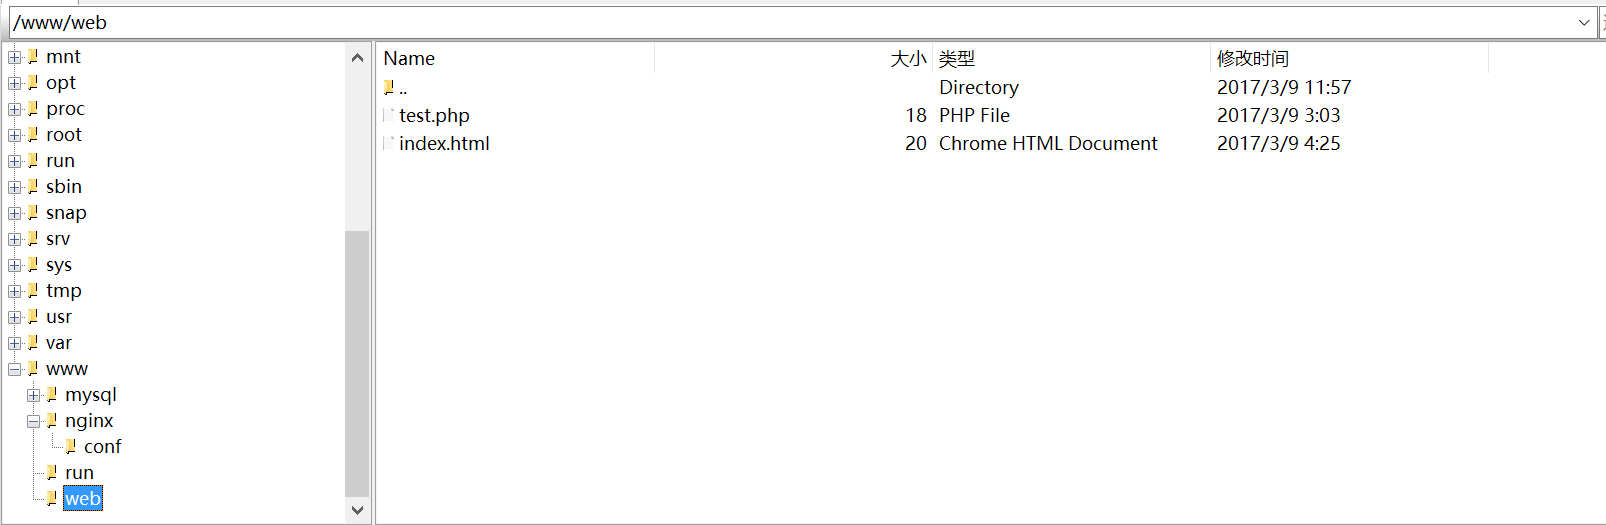 /www/web
mnt
opt
proc
root
run
sbin
snap
srv
sys
tmp
usr
var
www
mysql
nginx
conf
run
web
Name 大小 类型 修改时间
.. Directory 2017/3/9 11:57
test.php 18 PHP File 2017/3/9 3:03
index.html 20 Chrome HTML Document 2017/3/9 4:25